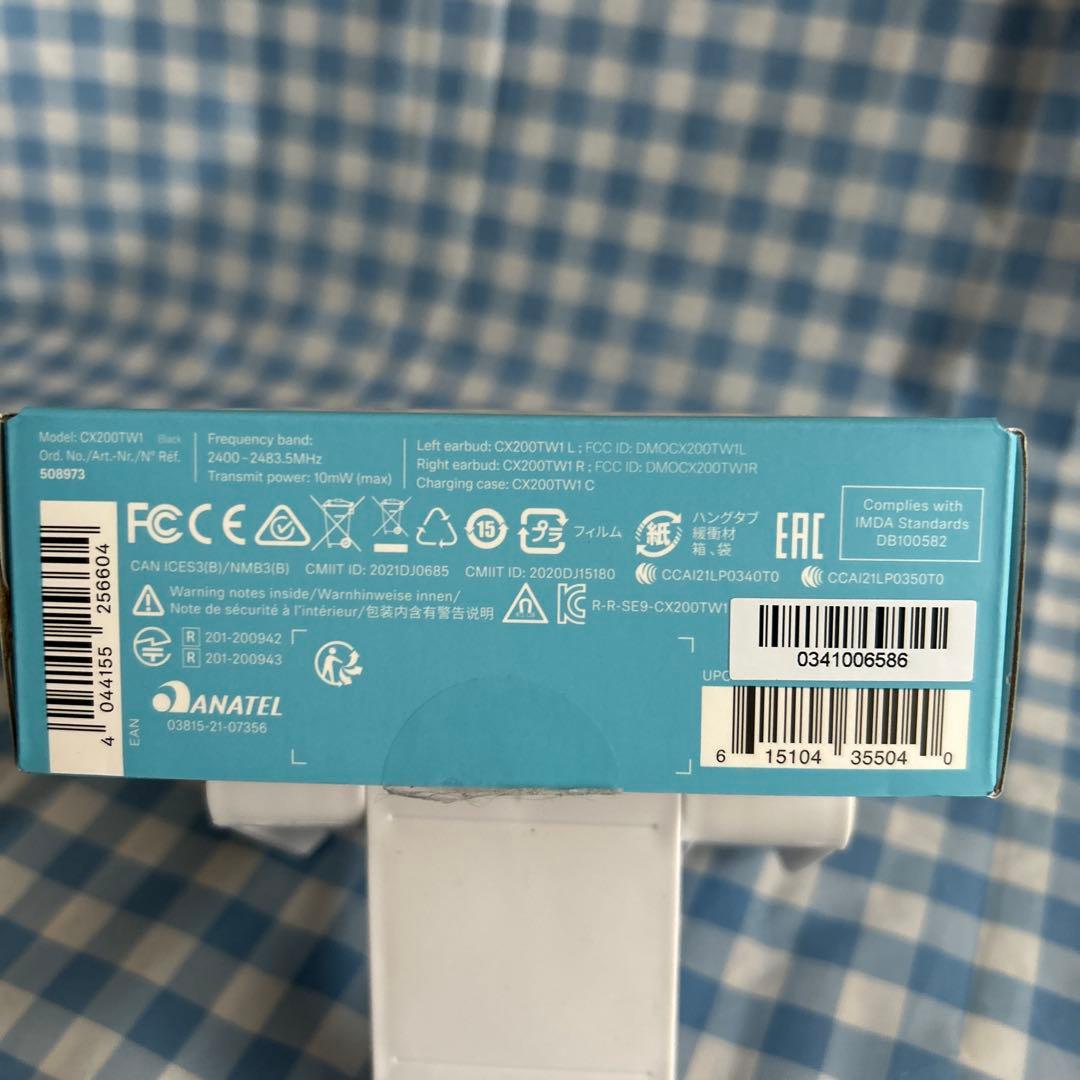 Model: CX200TW1 Black
Ord. No./Art.-Nr./N° Réf.
508973
Frequency band:
2400-2483.5MHz
Transmit power: 10mW (max)
Left earbud: CX200TW1 L ; FCC ID: DMOCX200TW1L
Right earbud: CX200TW1 R ; FCC ID: DMOCX200TW1R
Charging case: CX200TW1 C
FC CE
15
プラ フィルム
紙
ハングタブ
緩衝材
箱、袋
EAC
Complies with
IMDA Standards
DB100582
CAN ICES3(B)/NMB3(B) CMIIT ID: 2021DJ0685 CMIIT ID: 2020DJ15180 CCAI21LP0340T0 CCAI21LP0350T0
Warning notes inside/Warnhinweise innen/
Note de sécurité à l'intérieur/包装内含有警告说明
R-R-SE9-CX200TW1
R 201-200942
R 201-200943
ANATEL
03815-21-07356
EAN
4 044155 256604
0341006586
UPC
6 15104 35504 0